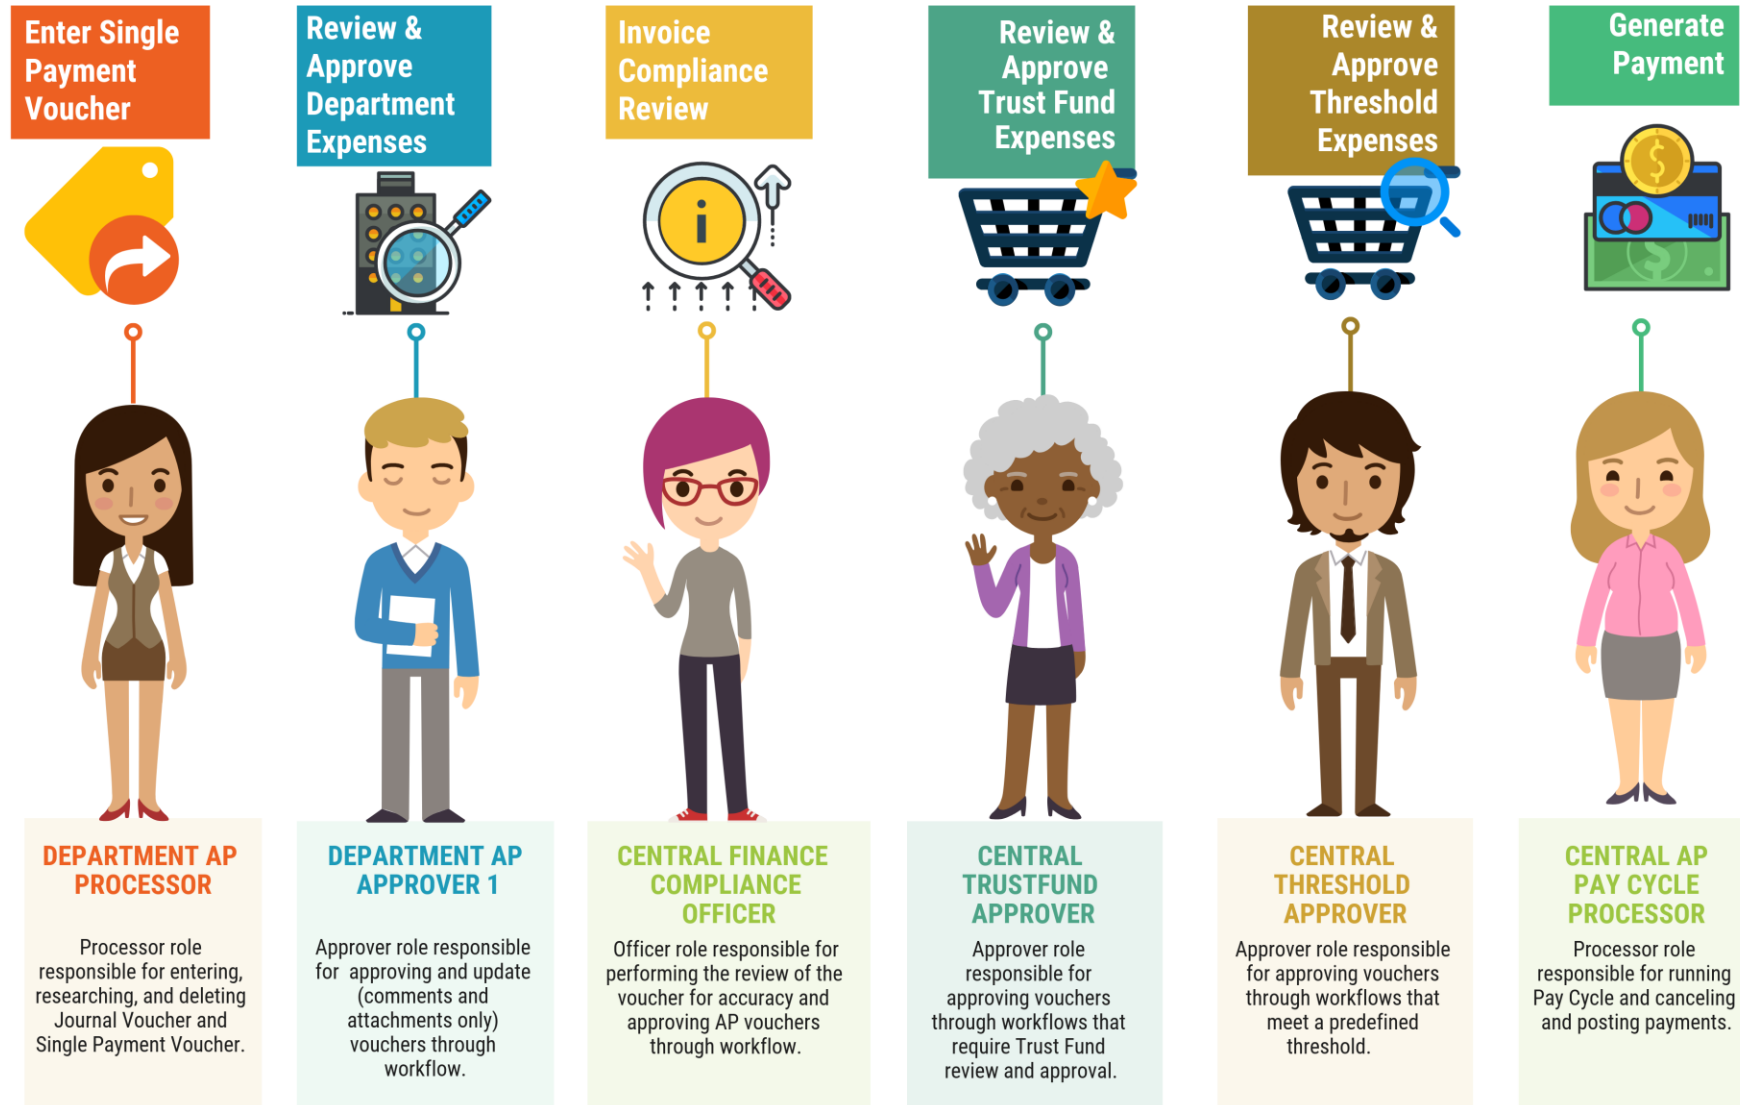 Enter Single
Payment
Voucher
Review &
Approve
Department
Expenses
Invoice
Compliance
Review
Review &
Approve
Trust Fund
Expenses
Review &
Approve
Threshold
Expenses
Generate
Payment
i
$
$
DEPARTMENT AP
PROCESSOR
Processor role
responsible for entering,
researching, and deleting
Journal Voucher and
Single Payment Voucher.
DEPARTMENT AP
APPROVER 1
Approver role responsible
for approving and update
(comments and
attachments only)
vouchers through
workflow.
CENTRAL FINANCE
COMPLIANCE
OFFICER
Officer role responsible for
performing the review of the
voucher for accuracy and
approving AP vouchers
through workflow.
CENTRAL
TRUSTFUND
APPROVER
Approver role
responsible for
approving vouchers
through workflows that
require Trust Fund
review and approval.
CENTRAL
THRESHOLD
APPROVER
Approver role responsible
for approving vouchers
through workflows that
meet a predefined
threshold.
CENTRAL AP
PAY CYCLE
PROCESSOR
Processor role
responsible for running
Pay Cycle and canceling
and posting payments.